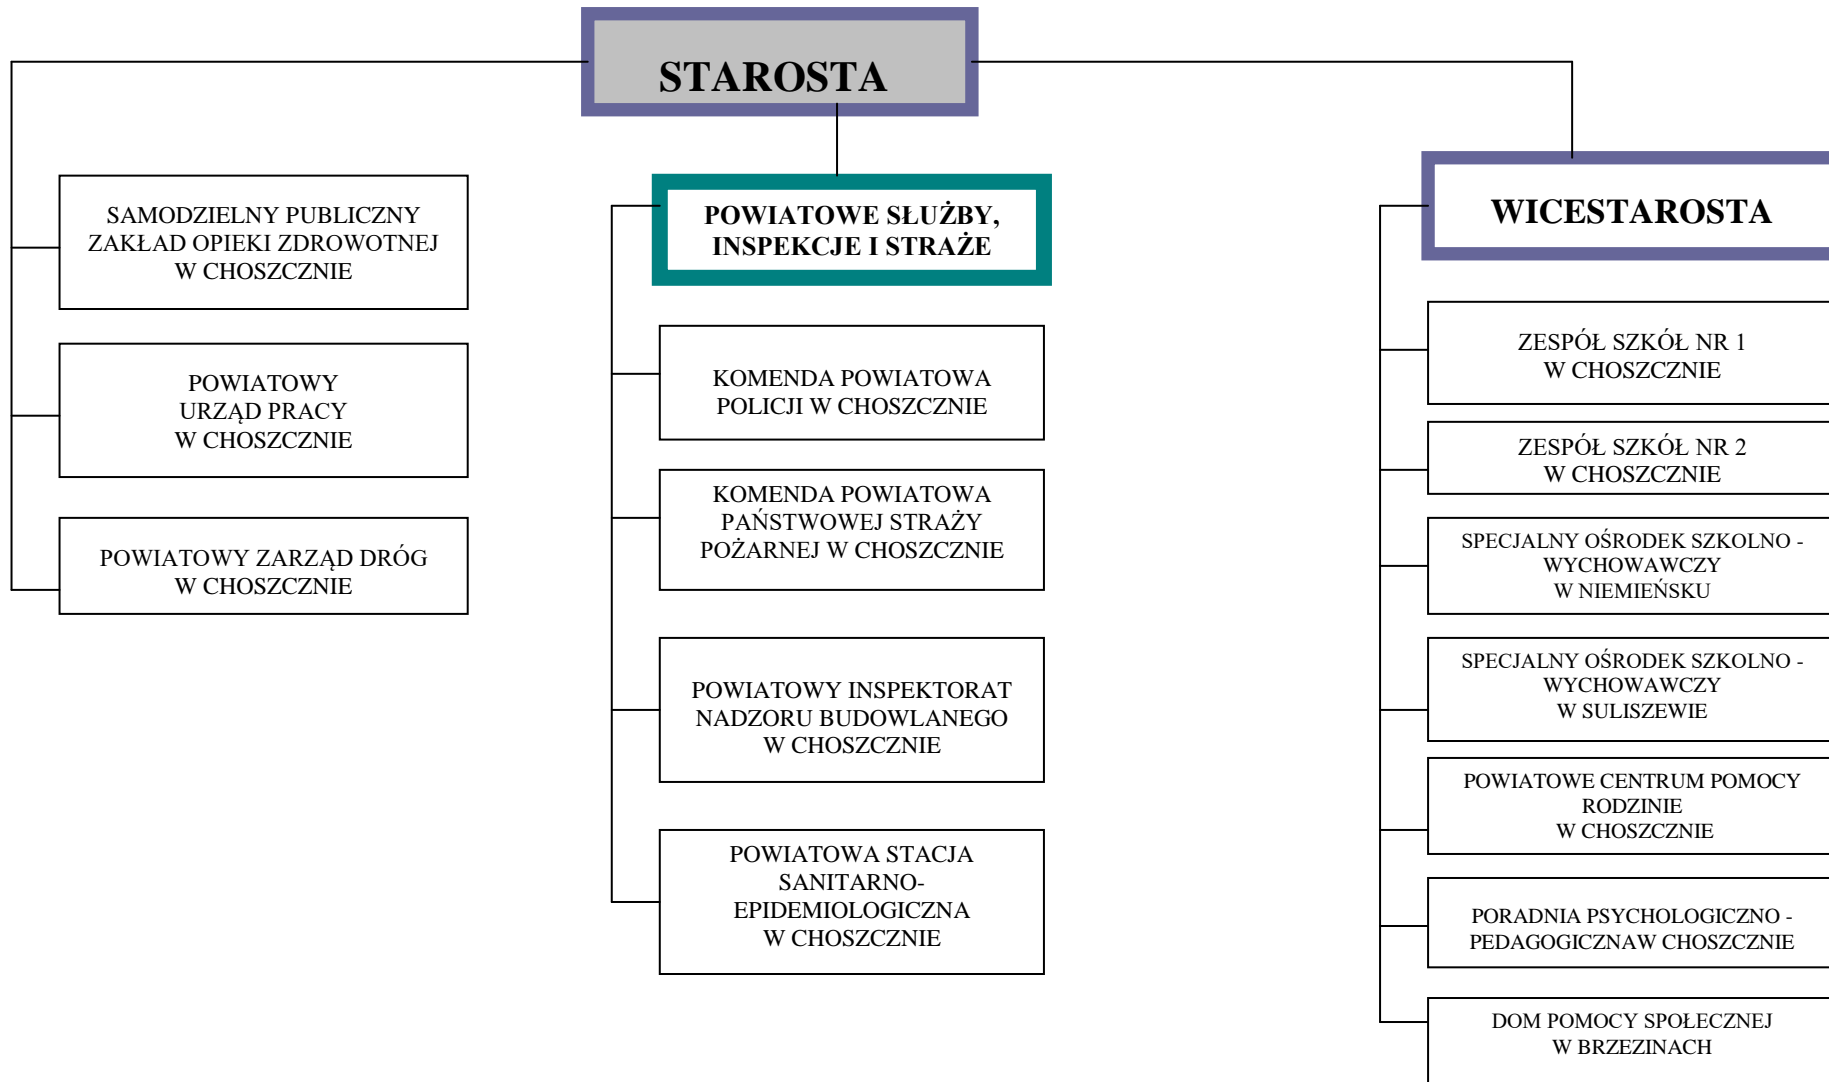 STAROSTA
SAMODZIELNY PUBLICZNY
ZAKŁAD OPIEKI ZDROWOTNEJ
W CHOSZCZNIE
POWIATOWY
URZĄD PRACY
W CHOSZCZNIE
POWIATOWY ZARZĄD DRÓG
W CHOSZCZNIE
POWIATOWE SŁUŻBY,
INSPEKCJE I STRAŻE
KOMENDA POWIATOWA
POLICJI W CHOSZCZNIE
KOMENDA POWIATOWA
PAŃSTWOWEJ STRAŻY
POŻARNEJ W CHOSZCZNIE
POWIATOWY INSPEKTORAT
NADZORU BUDOWLANEGO
W CHOSZCZNIE
POWIATOWA STACJA
SANITARNO-
EPIDEMIOLOGICZNA
W CHOSZCZNIE
WICESTAROSTA
ZESPÓŁ SZKÓŁ NR 1
W CHOSZCZNIE
ZESPÓŁ SZKÓŁ NR 2
W CHOSZCZNIE
SPECJALNY OŚRODEK SZKOLNO -
WYCHOWAWCZY
W NIEMIEŃSKU
SPECJALNY OŚRODEK SZKOLNO -
WYCHOWAWCZY
W SULISZEWIE
POWIATOWE CENTRUM POMOCY
RODZINIE
W CHOSZCZNIE
PORADNIA PSYCHOLOGICZNO -
PEDAGOGICZNAW CHOSZCZNIE
DOM POMOCY SPOŁECZNEJ
W BRZEZINACH